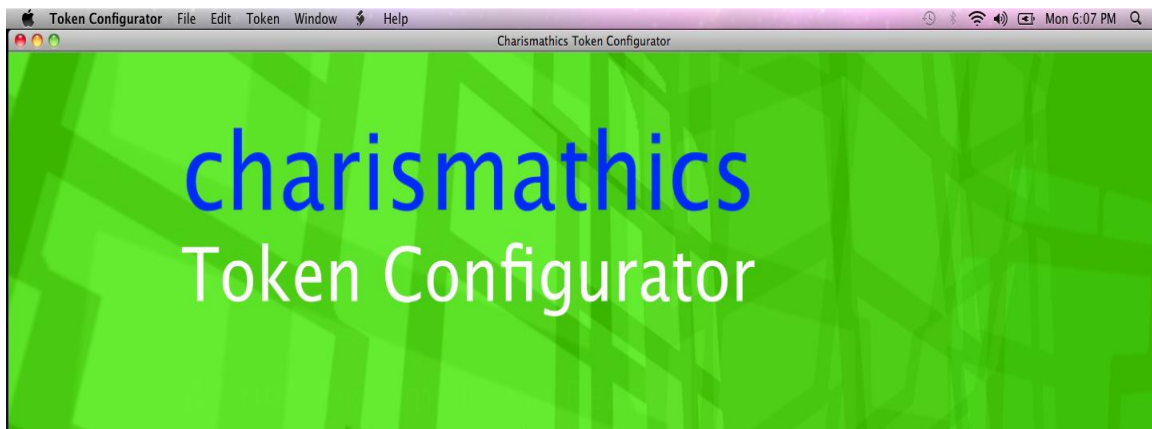 Token Configurator File Edit Token Window Help Mon 6:07 PM
Charismathics Token Configurator
charismathics
Token Configurator